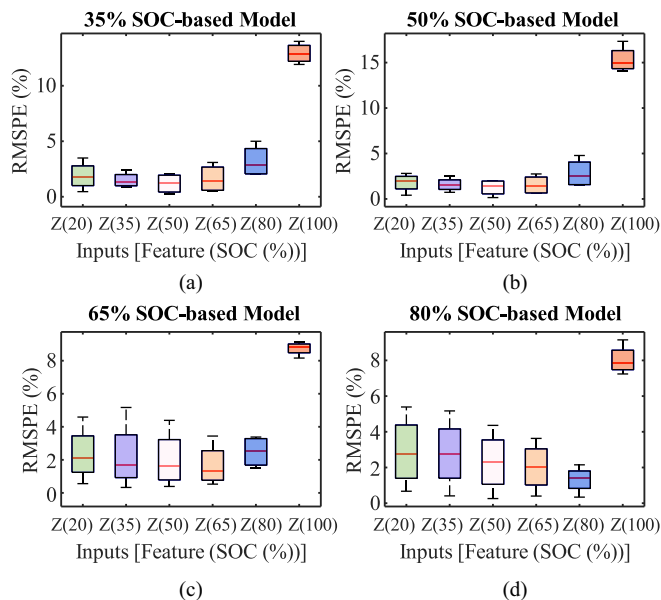 35% SOC-based Model
RMSPE (%)
10
5
0
Z(20) Z(35) Z(50) Z(65) Z(80) Z(100)
Inputs [Feature (SOC (%))]
(a)
50% SOC-based Model
RMSPE (%)
15
10
5
0
Z(20) Z(35) Z(50) Z(65) Z(80) Z(100)
Inputs [Feature (SOC (%))]
(b)
65% SOC-based Model
RMSPE (%)
8
6
4
2
0
Z(20) Z(35) Z(50) Z(65) Z(80) Z(100)
Inputs [Feature (SOC (%))]
(c)
80% SOC-based Model
RMSPE (%)
8
6
4
2
0
Z(20) Z(35) Z(50) Z(65) Z(80) Z(100)
Inputs [Feature (SOC (%))]
(d)